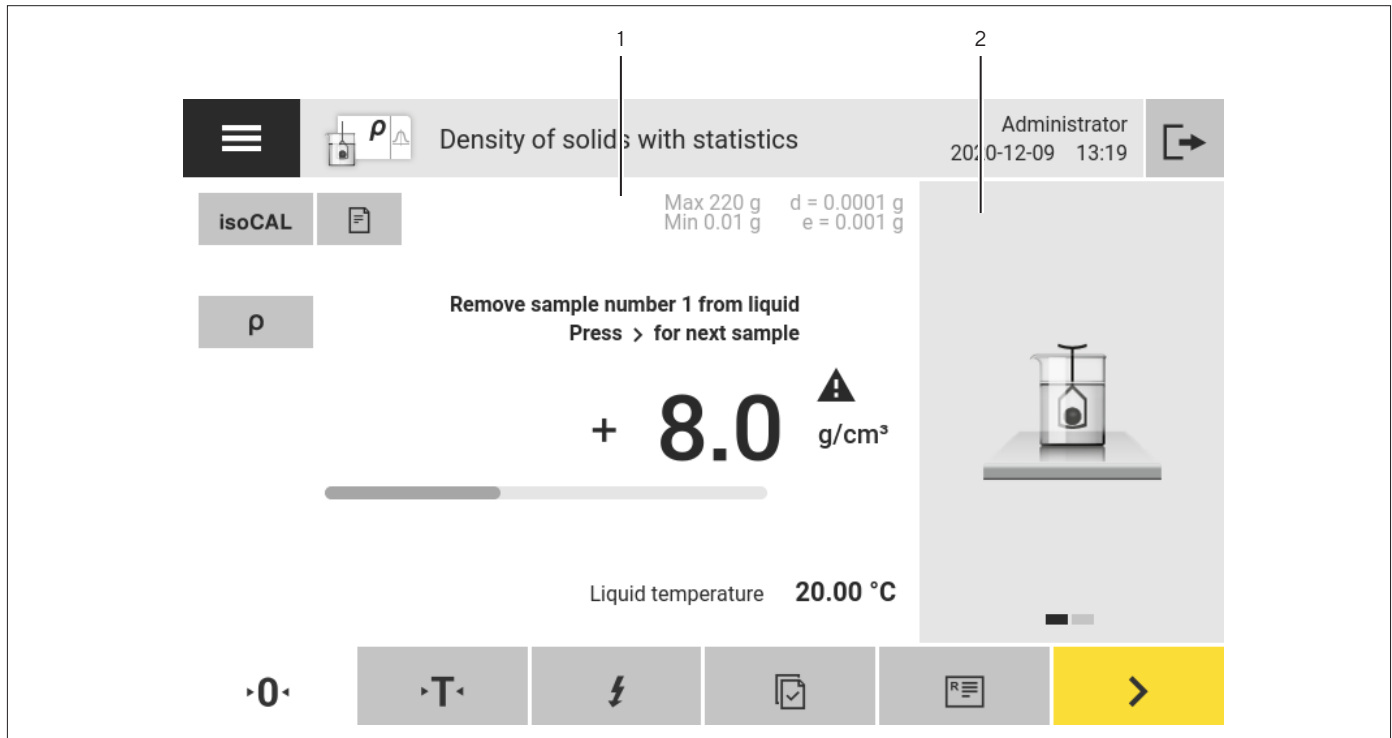 1 2
ρ Density of solids with statistics
Administrator
2020-12-09 13:19
isoCAL
Max 220 g d = 0.0001 g
Min 0.01 g e = 0.001 g
ρ
Remove sample number 1 from liquid
Press > for next sample
+ 8.0 g/cm³
Liquid temperature 20.00 °C
0 T R